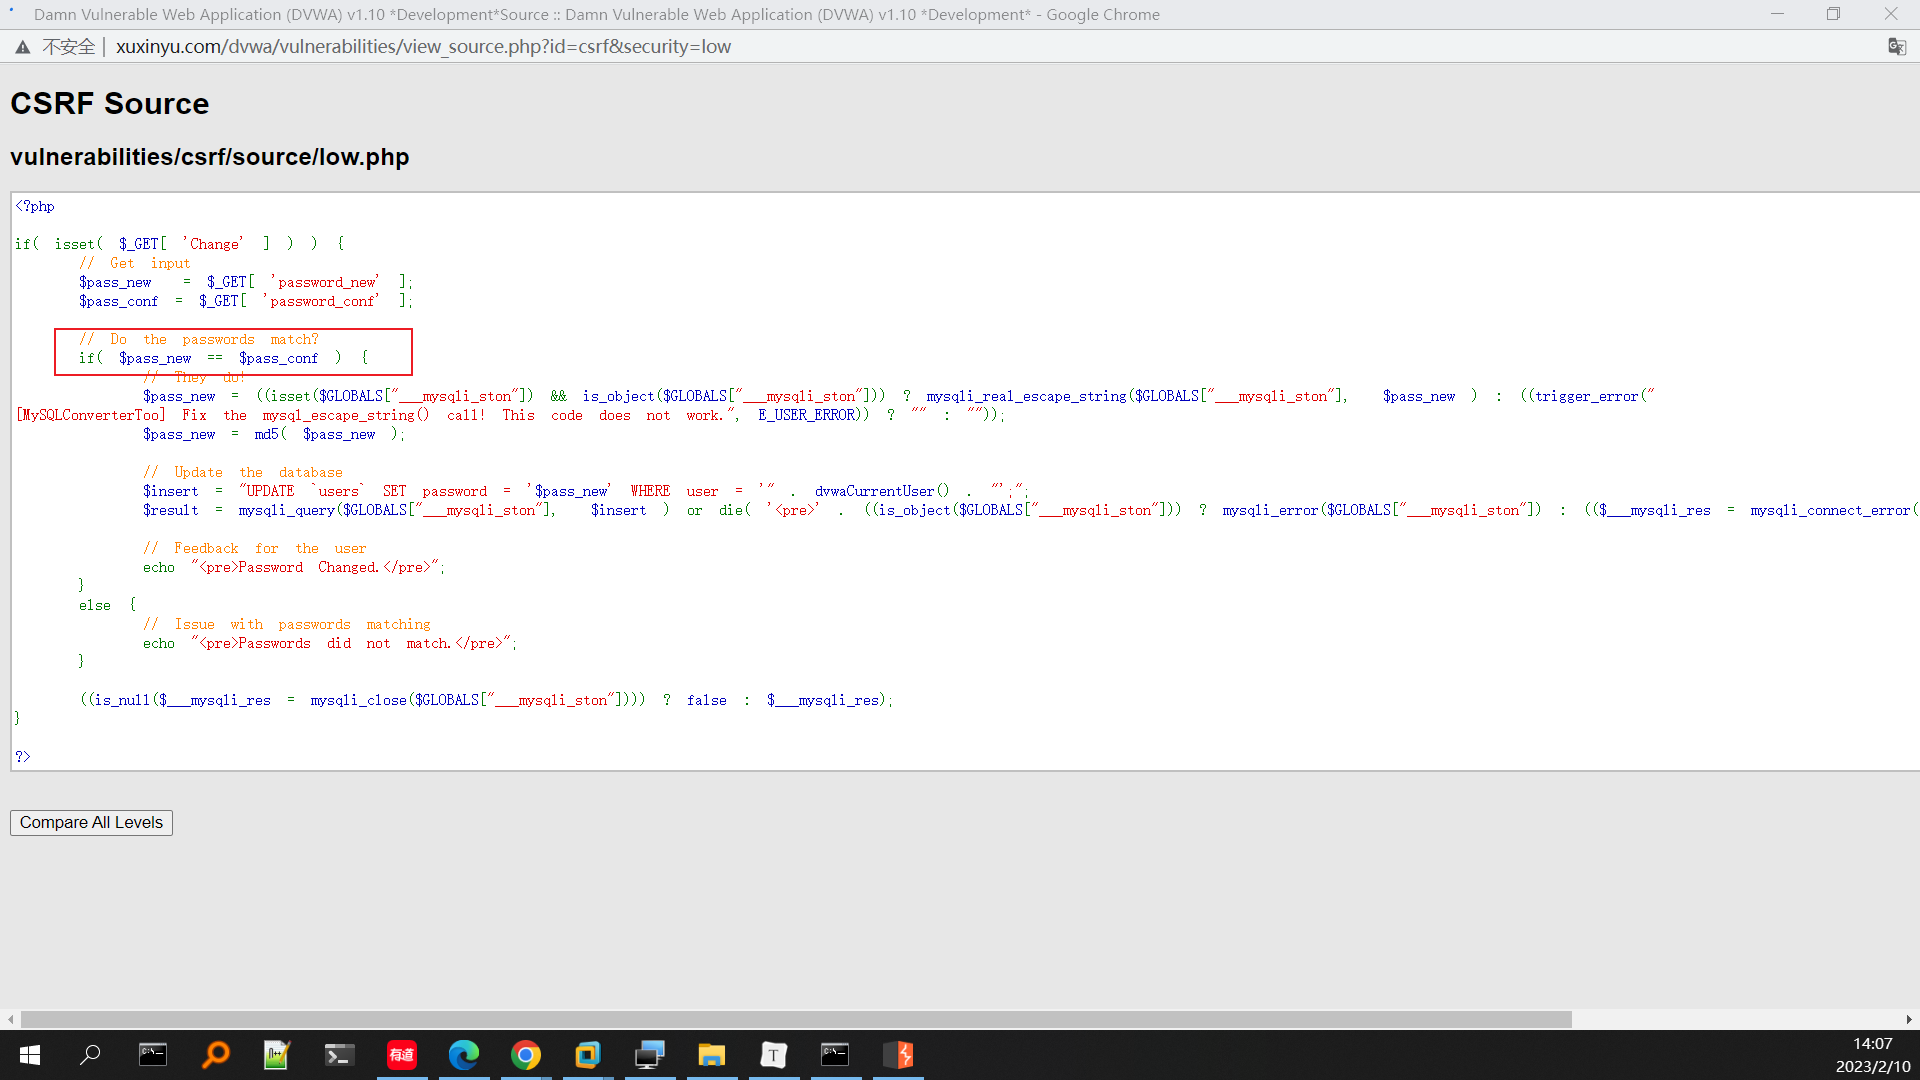 Damn Vulnerable Web Application (DVWA) v1.10 *Development*Source :: Damn Vulnerable Web Application (DVWA) v1.10 *Development* - Google Chrome
不安全 | xuxinyu.com/dvwa/vulnerabilities/view_source.php?id=csrf&security=low
CSRF Source
vulnerabilities/csrf/source/low.php
<?php
if( isset( $_GET[ 'Change' ] ) ) {
// Get input
$pass_new = $_GET[ 'password_new' ];
$pass_conf = $_GET[ 'password_conf' ];
// Do the passwords match?
if( $pass_new == $pass_conf ) {
// They do!
$pass_new = ((isset($GLOBALS["___mysqli_ston"]) && is_object($GLOBALS["___mysqli_ston"])) ? mysqli_real_escape_string($GLOBALS["___mysqli_ston"], $pass_new ) : ((trigger_error("
[MySQLConverterToo] Fix the mysql_escape_string() call! This code does not work.", E_USER_ERROR)) ? "" : ""));
$pass_new = md5( $pass_new );
// Update the database
$insert = "UPDATE `users` SET password = '$pass_new' WHERE user = '" . dvwaCurrentUser() . "';";
$result = mysqli_query($GLOBALS["___mysqli_ston"], $insert ) or die( '<pre>' . ((is_object($GLOBALS["___mysqli_ston"])) ? mysqli_error($GLOBALS["___mysqli_ston"]) : (($___mysqli_res = mysqli_connect_error(
// Feedback for the user
echo "<pre>Password Changed.</pre>";
}
else {
// Issue with passwords matching
echo "<pre>Passwords did not match.</pre>";
}
((is_null($___mysqli_res = mysqli_close($GLOBALS["___mysqli_ston"]))) ? false : $___mysqli_res);
}
?>
Compare All Levels
有道
T
14:07
2023/2/10